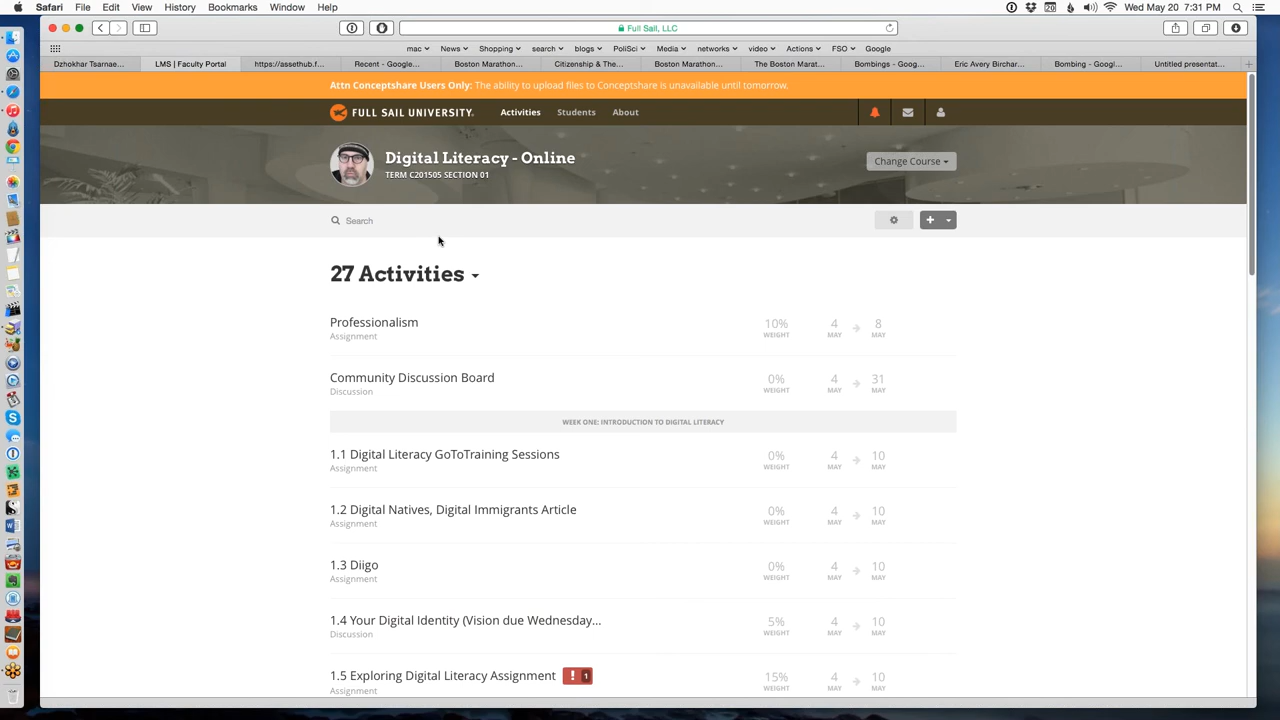 Safari File Edit View History Bookmarks Window Help Wed May 20 7:31 PM
Full Sail, LLC
mac News Shopping search blogs PoliSci Media networks video Actions FSO Google
Dzhokhar Tsarnae... LMS | Faculty Portal https://assethub.f... Recent - Google... Boston Marathon... Citizenship & The... Boston Marathon... The Boston Marat... Bombings - Goog... Eric Avery Birchar... Bombing - Googl... Untitled presentat...
Attn Conceptshare Users Only: The ability to upload files to Conceptshare is unavailable until tomorrow.
FULL SAIL UNIVERSITY. Activities Students About
Digital Literacy - Online
Change Course
TERM C201505 SECTION 01
Search
27 Activities
Professionalism 10% 4 8
Assignment WEIGHT MAY MAY
Community Discussion Board 0% 4 31
Discussion WEIGHT MAY MAY
WEEK ONE: INTRODUCTION TO DIGITAL LITERACY
1.1 Digital Literacy GoToTraining Sessions 0% 4 10
Assignment WEIGHT MAY MAY
1.2 Digital Natives, Digital Immigrants Article 0% 4 10
Assignment WEIGHT MAY MAY
1.3 Diigo 0% 4 10
Assignment WEIGHT MAY MAY
1.4 Your Digital Identity (Vision due Wednesday... 5% 4 10
Discussion WEIGHT MAY MAY
1.5 Exploring Digital Literacy Assignment ! 1 15% 4 10
Assignment WEIGHT MAY MAY